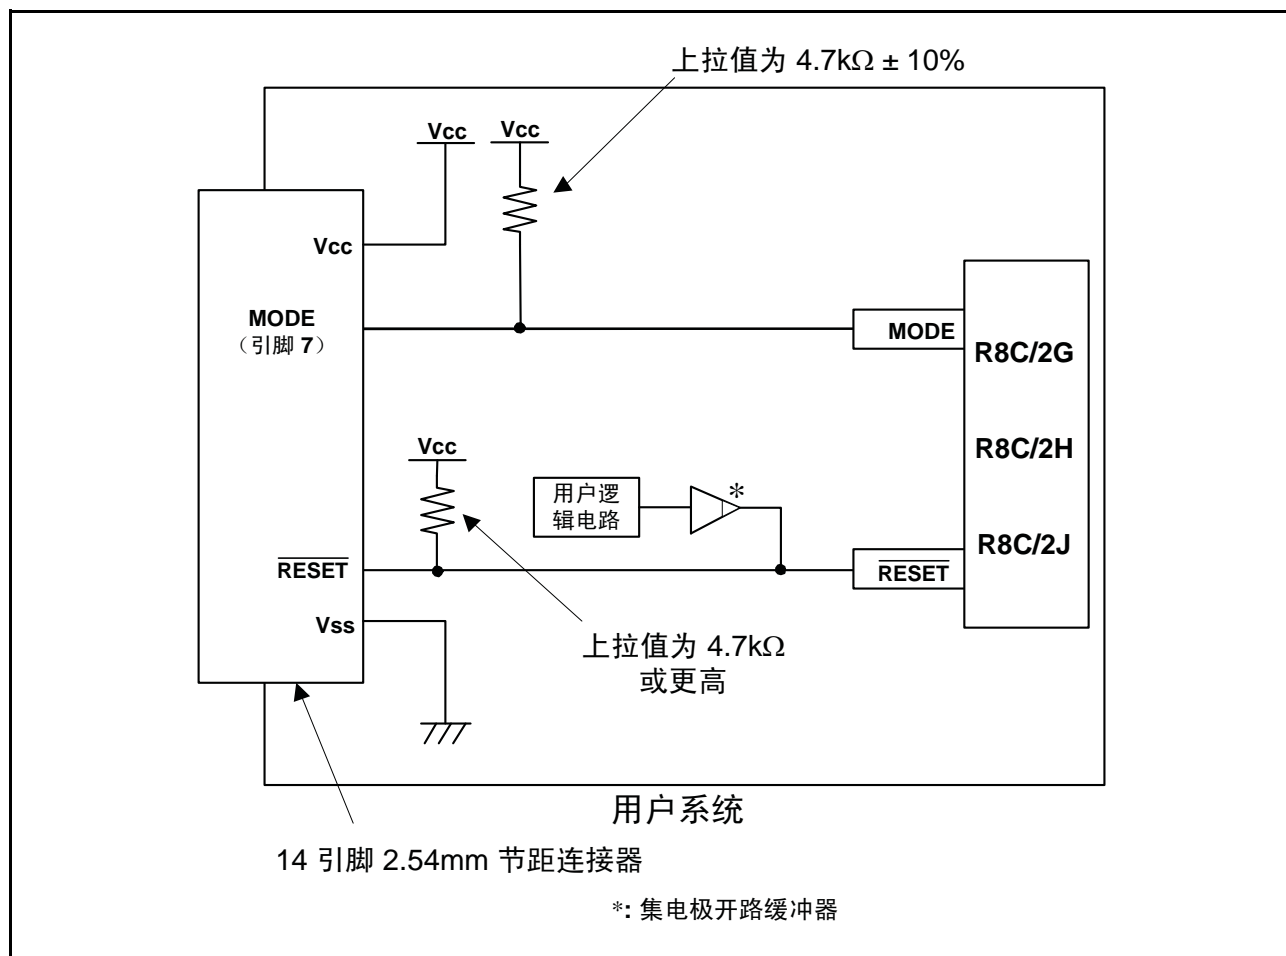 上拉值为 4.7kΩ ± 10%
Vcc
Vcc
Vcc
MODE
（引脚 7）
MODE
R8C/2G
Vcc
R8C/2H
用户逻
辑电路
*
R8C/2J
RESET
RESET
Vss
上拉值为 4.7kΩ
或更高
用户系统
14 引脚 2.54mm 节距连接器
*: 集电极开路缓冲器